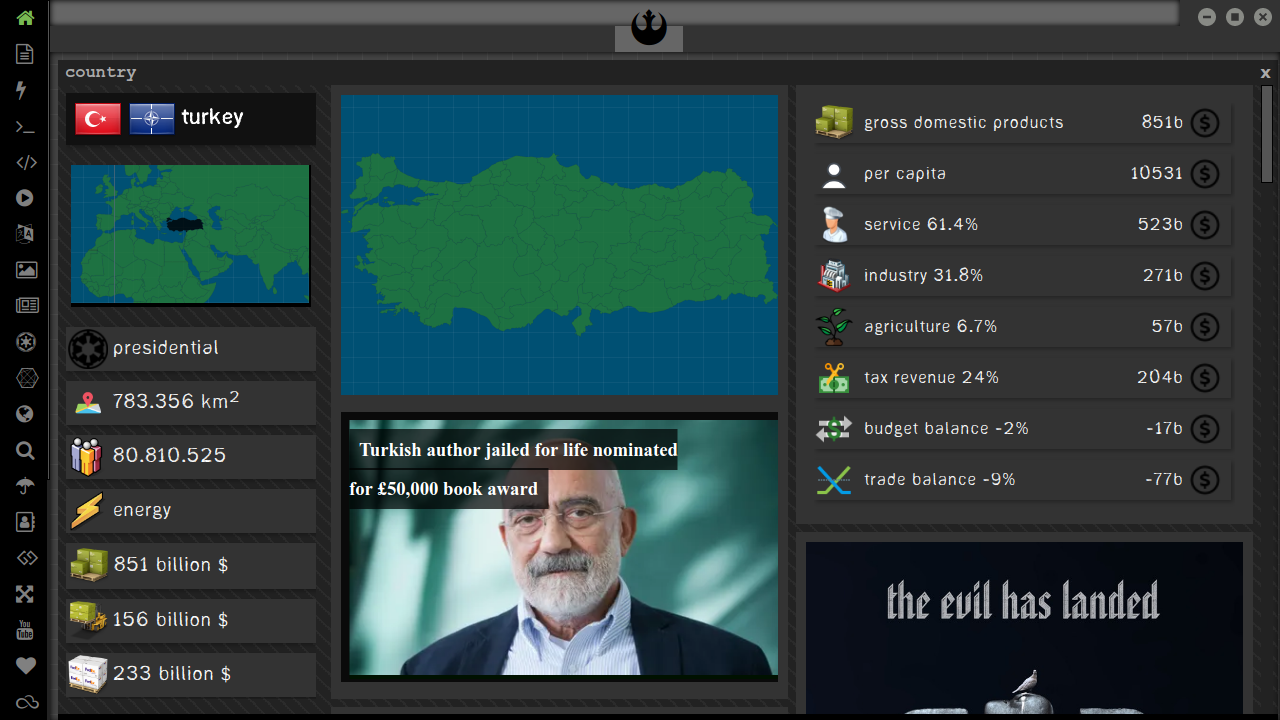 country
x
turkey
presidential
783.356 km²
80.810.525
energy
851 billion $
156 billion $
233 billion $
Turkish author jailed for life nominated
for £50,000 book award
gross domestic products 851b $
per capita 10531 $
service 61.4% 523b $
industry 31.8% 271b $
agriculture 6.7% 57b $
tax revenue 24% 204b $
budget balance -2% -17b $
trade balance -9% -77b $
the evil has landed
You
Tube